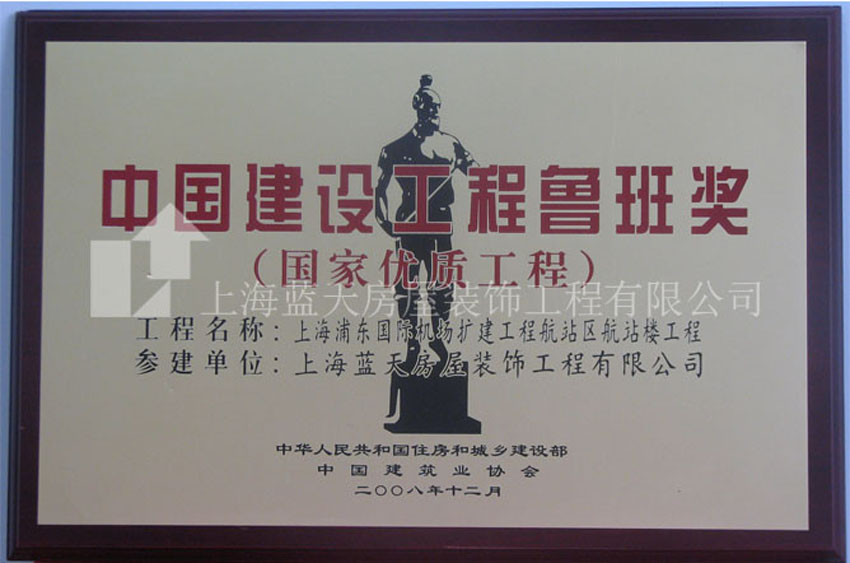 中国建设工程鲁班奖
（国家优质工程）
上海蓝天房屋装饰工程有限公司
工程名称：上海浦东国际机场扩建工程航站区航站楼工程
参建单位：上海蓝天房屋装饰工程有限公司
中华人民共和国住房和城乡建设部
中国建筑业协会
二〇〇八年十二月